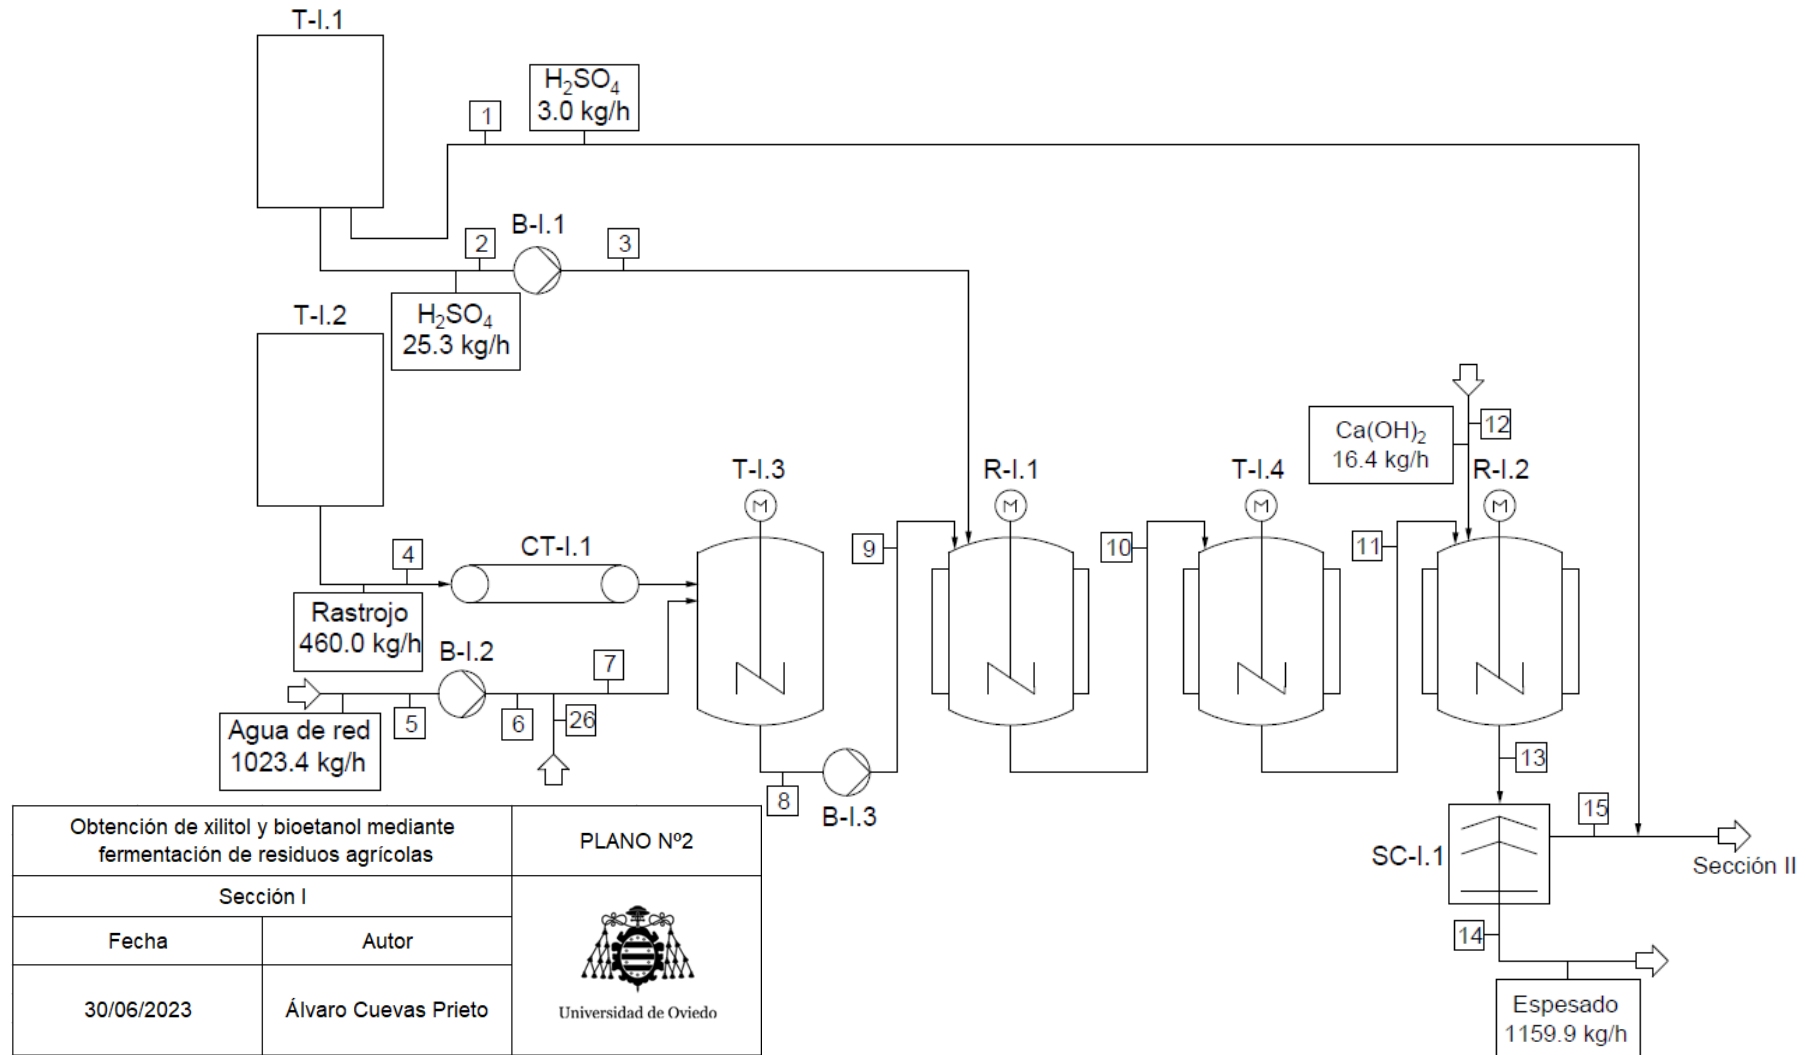 T-I.1
H₂SO₄
3.0 kg/h
1
B-I.1
2
3
H₂SO₄
25.3 kg/h
T-I.2
12
Ca(OH)₂
16.4 kg/h
T-I.3
R-I.1
T-I.4
R-I.2
M
M
M
M
4
CT-I.1
9
10
11
Rastrojo
460.0 kg/h
B-I.2
7
Agua de red
1023.4 kg/h
5
6
26
8
B-I.3
13
15
SC-I.1
Sección II
14
Espesado
1159.9 kg/h
Obtención de xilitol y bioetanol mediante
fermentación de residuos agrícolas
PLANO Nº2
Sección I
Fecha
Autor
30/06/2023
Álvaro Cuevas Prieto
Universidad de Oviedo